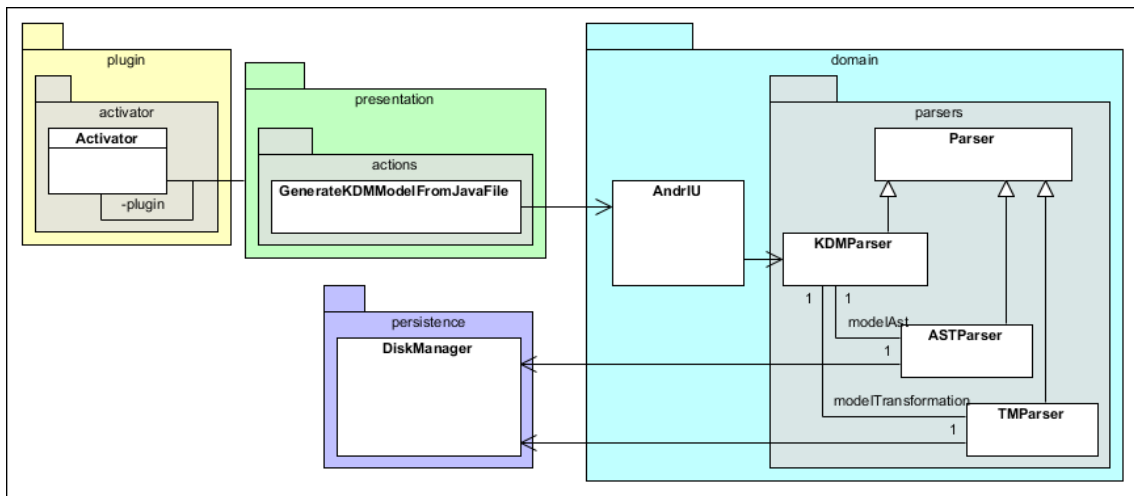 plugin
activator
Activator
-plugin
presentation
actions
GenerateKDMModelFromJavaFile
domain
AndrIU
parsers
Parser
KDMParser
1
1
modelAst
1
ASTParser
modelTransformation
1
TMParser
persistence
DiskManager